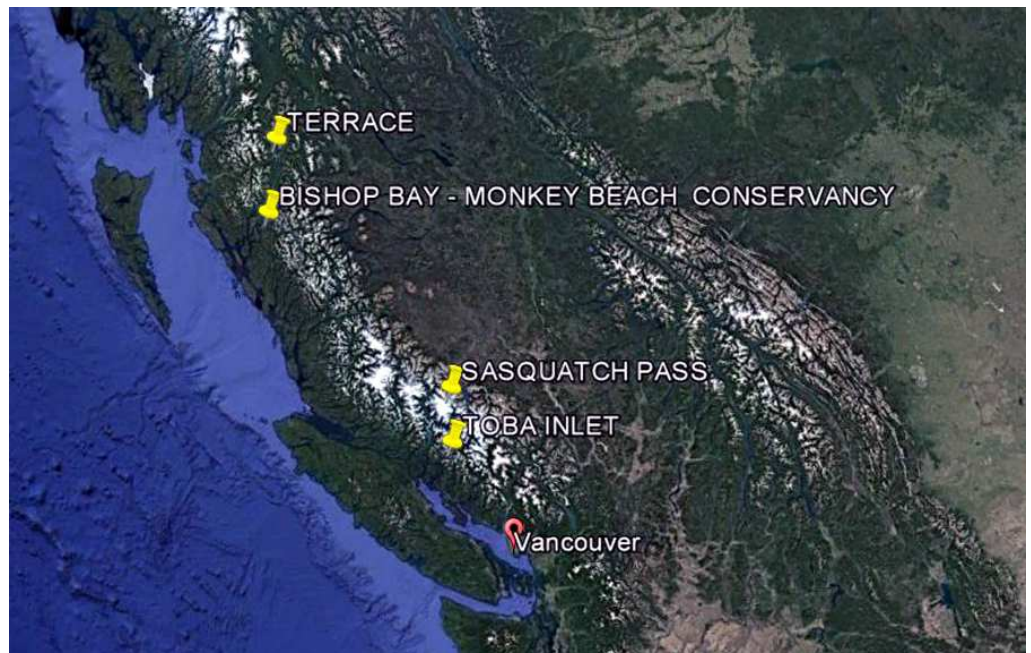 TERRACE
BISHOP BAY - MONKEY BEACH CONSERVANCY
SASQUATCH PASS
TOBA INLET
Vancouver